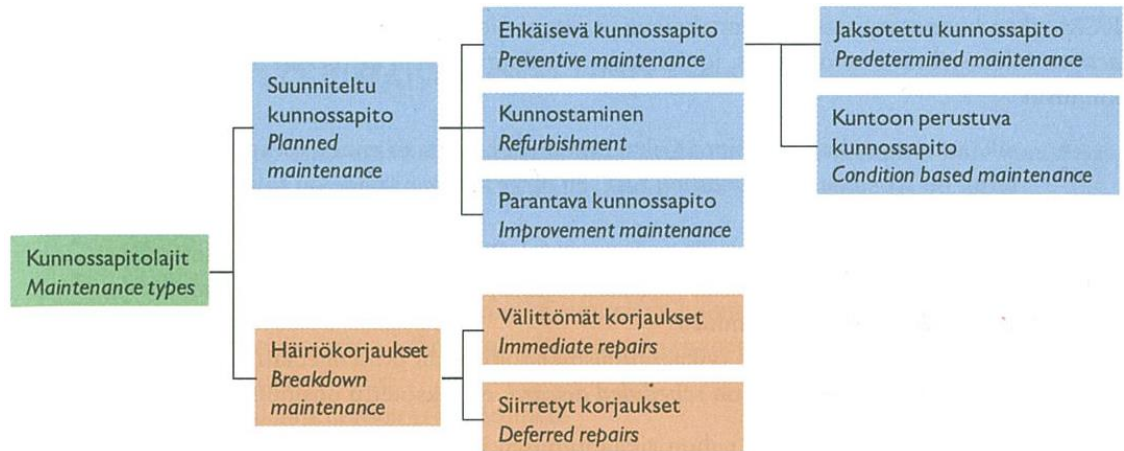 Kunnossapitolajit
Maintenance types
Suunniteltu
kunnossapito
Planned
maintenance
Ehkäisevä kunnossapito
Preventive maintenance
Jaksotettu kunnossapito
Predetermined maintenance
Kuntoon perustuva
kunnossapito
Condition based maintenance
Kunnostaminen
Refurbishment
Parantava kunnossapito
Improvement maintenance
Häiriökorjaukset
Breakdown
maintenance
Välittömät korjaukset
Immediate repairs
Siirretyt korjaukset
Deferred repairs